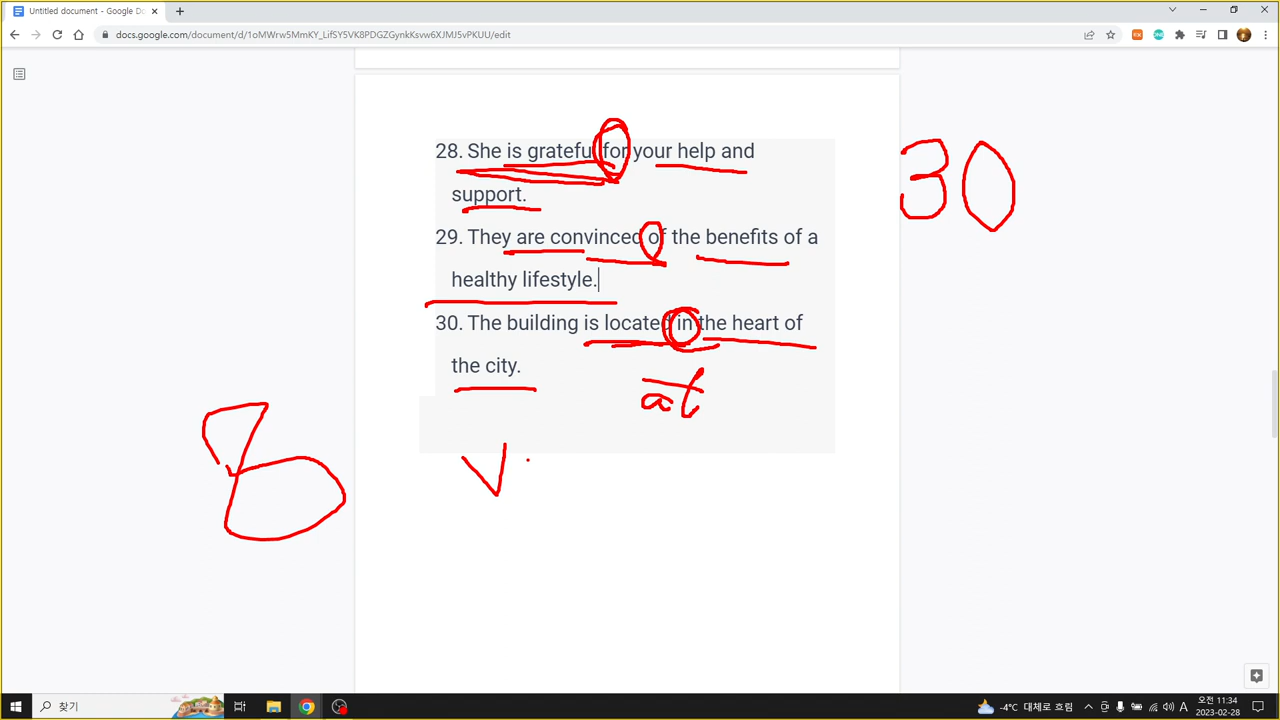 Untitled document - Google Do
docs.google.com/document/d/1oMWrw5MmKY_LifSY5VK8PDGZGynkKsvw6XJMJ5vPKUU/edit
28. She is grateful for your help and
support.
29. They are convinced of the benefits of a
healthy lifestyle.
30. The building is located in the heart of
the city.
30
at
8
V
찾기
-4°C 대체로 흐림
A
오전 11:34
2023-02-28